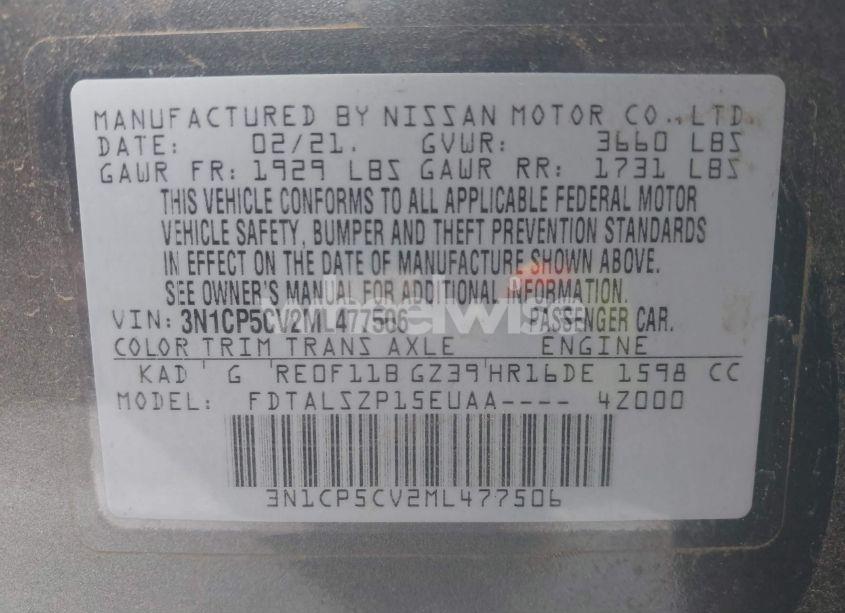 MANUFACTURED BY NISSAN MOTOR CO.,LTD
DATE: 02/21. GVWR: 3660 LBS
GAWR FR: 1929 LBS GAWR RR: 1731 LBS
THIS VEHICLE CONFORMS TO ALL APPLICABLE FEDERAL MOTOR
VEHICLE SAFETY, BUMPER AND THEFT PREVENTION STANDARDS
IN EFFECT ON THE DATE OF MANUFACTURE SHOWN ABOVE.
SEE OWNER'S MANUAL FOR ADDITIONAL INFORMATION.
VIN: 3N1CP5CV2ML477506 PASSENGER CAR.
COLOR TRIM TRANS AXLE ENGINE
KAD G RE0F11B GZ39 HR16DE 1598 CC
MODEL: FDTALSZP15EUAA---- 4Z000
3N1CP5CV2ML477506